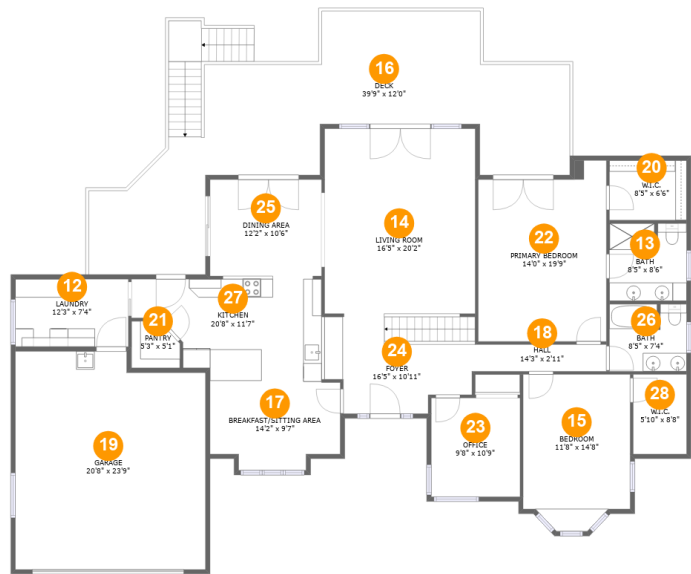 16
DECK
39'9" x 12'0"
20
W.I.C.
8'5" x 6'6"
25
DINING AREA
12'2" x 10'6"
14
LIVING ROOM
16'5" x 20'2"
22
PRIMARY BEDROOM
14'0" x 19'9"
13
BATH
8'5" x 8'6"
12
LAUNDRY
12'3" x 7'4"
27
KITCHEN
20'8" x 11'7"
21
PANTRY
5'3" x 5'1"
24
FOYER
16'5" x 10'11"
18
HALL
14'3" x 2'11"
26
BATH
8'5" x 7'4"
17
BREAKFAST/SITTING AREA
14'2" x 9'7"
28
W.I.C.
5'10" x 8'8"
19
GARAGE
20'8" x 23'9"
23
OFFICE
9'8" x 10'9"
15
BEDROOM
11'8" x 14'8"